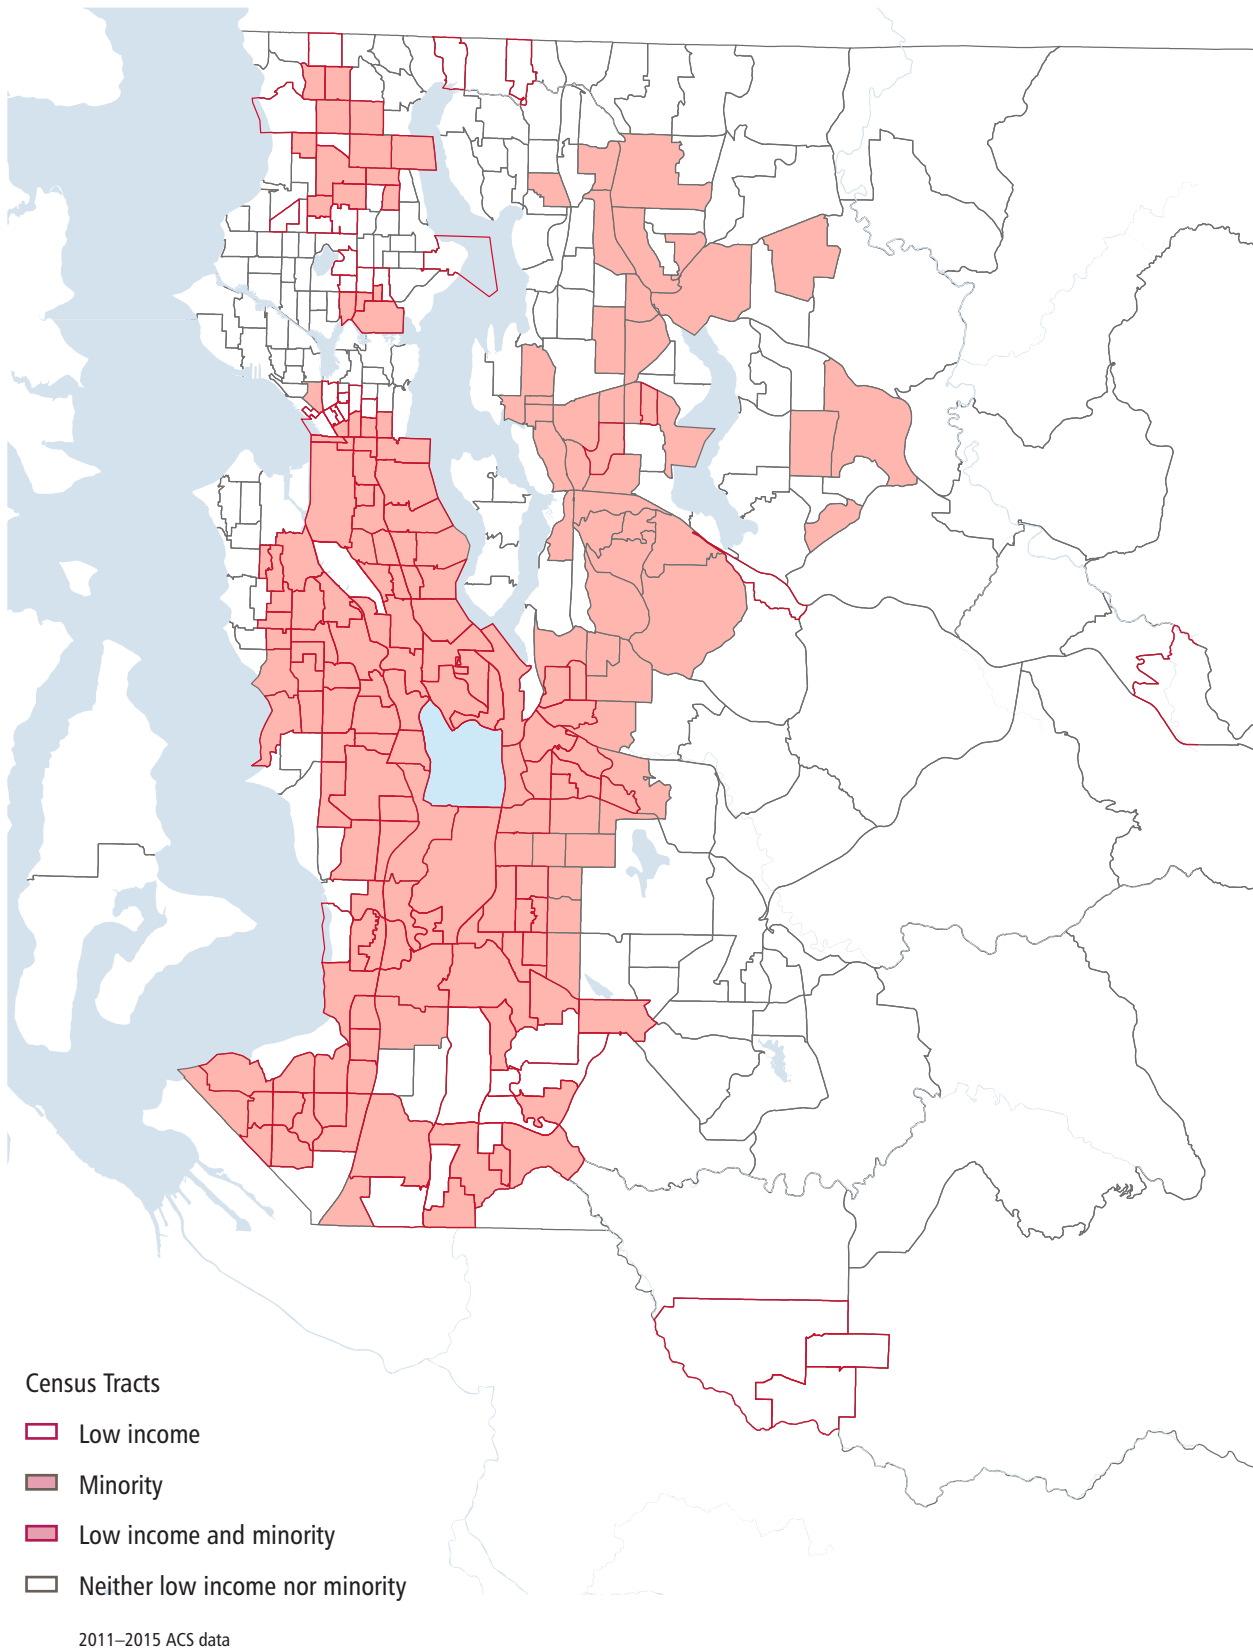 Census Tracts
Low income
Minority
Low income and minority
Neither low income nor minority
2011–2015 ACS data